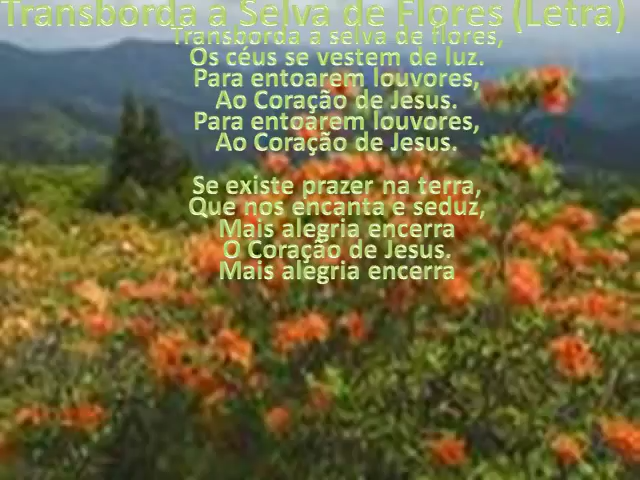 Transborda a Selva de Flores (Letra)
Transborda a selva de flores,
Os céus se vestem de luz.
Para entoarem louvores,
Ao Coração de Jesus.
Para entoarem louvores,
Ao Coração de Jesus.
Se existe prazer na terra,
Que nos encanta e seduz,
Mais alegria encerra
O Coração de Jesus.
Mais alegria encerra